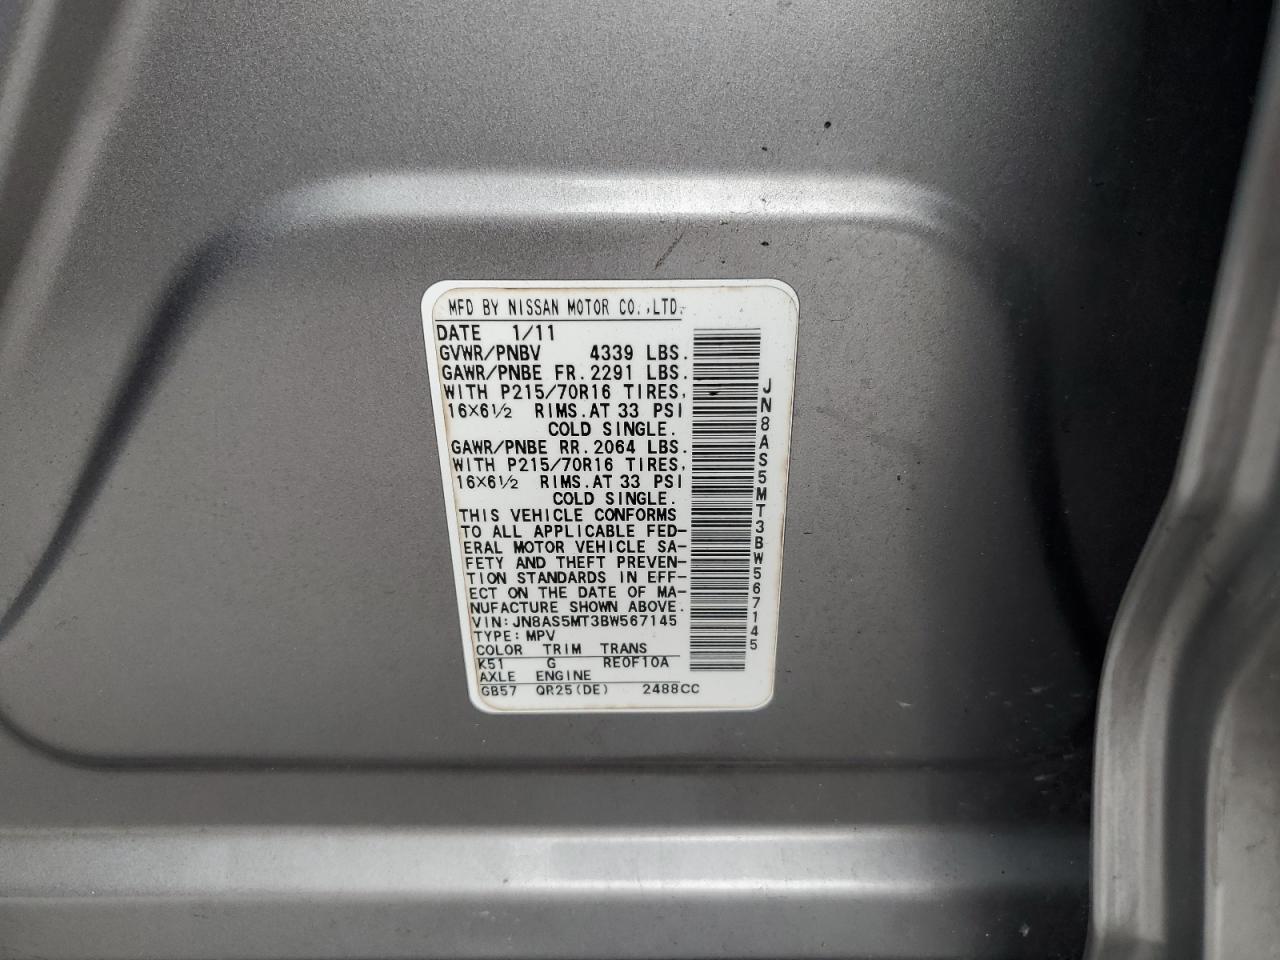 MFD BY NISSAN MOTOR CO.,LTD.
DATE 1/11
GVWR/PNBV 4339 LBS.
GAWR/PNBE FR.2291 LBS.
WITH P215/70R16 TIRES,
16×6½ RIMS.AT 33 PSI
COLD SINGLE.
GAWR/PNBE RR.2064 LBS.
WITH P215/70R16 TIRES,
16×6½ RIMS.AT 33 PSI
COLD SINGLE.
THIS VEHICLE CONFORMS
TO ALL APPLICABLE FED-
ERAL MOTOR VEHICLE SA-
FETY AND THEFT PREVEN-
TION STANDARDS IN EFF-
ECT ON THE DATE OF MA-
NUFACTURE SHOWN ABOVE.
VIN:JN8AS5MT3BW567145
TYPE:MPV
COLOR TRIM TRANS
K51 G RE0F10A
AXLE ENGINE
GB57 QR25(DE) 2488CC
JN8AS5MT3BW567145